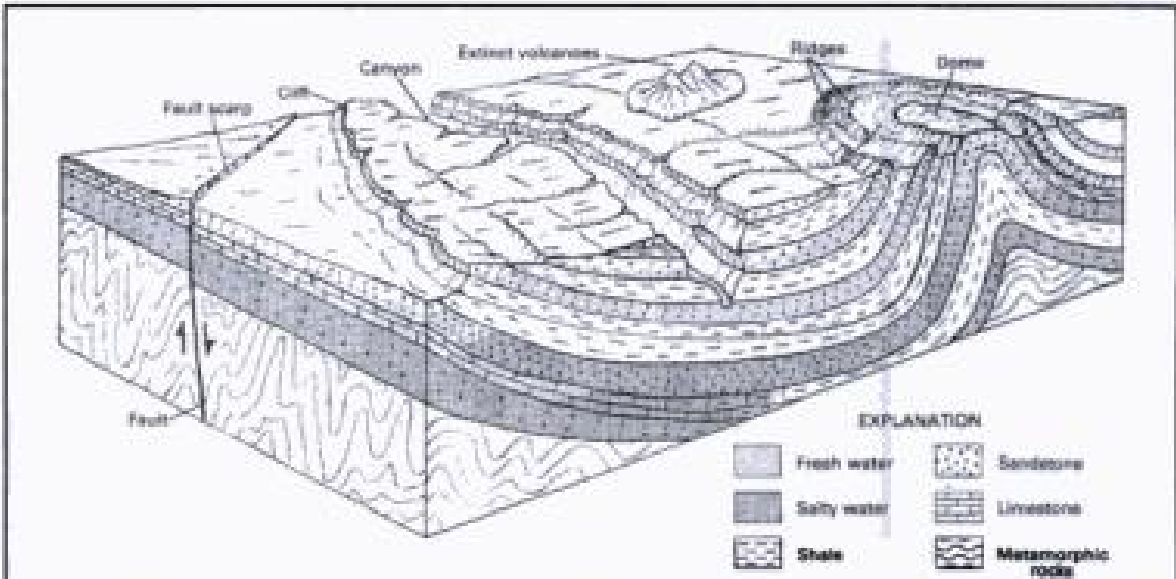 Extinct volcanoes
Ridges
Dome
Canyon
Cliff
Fault scarp
Fault
EXPLANATION
Fresh water
Sandstone
Salty water
Limestone
Shale
Metamorphic
rocks